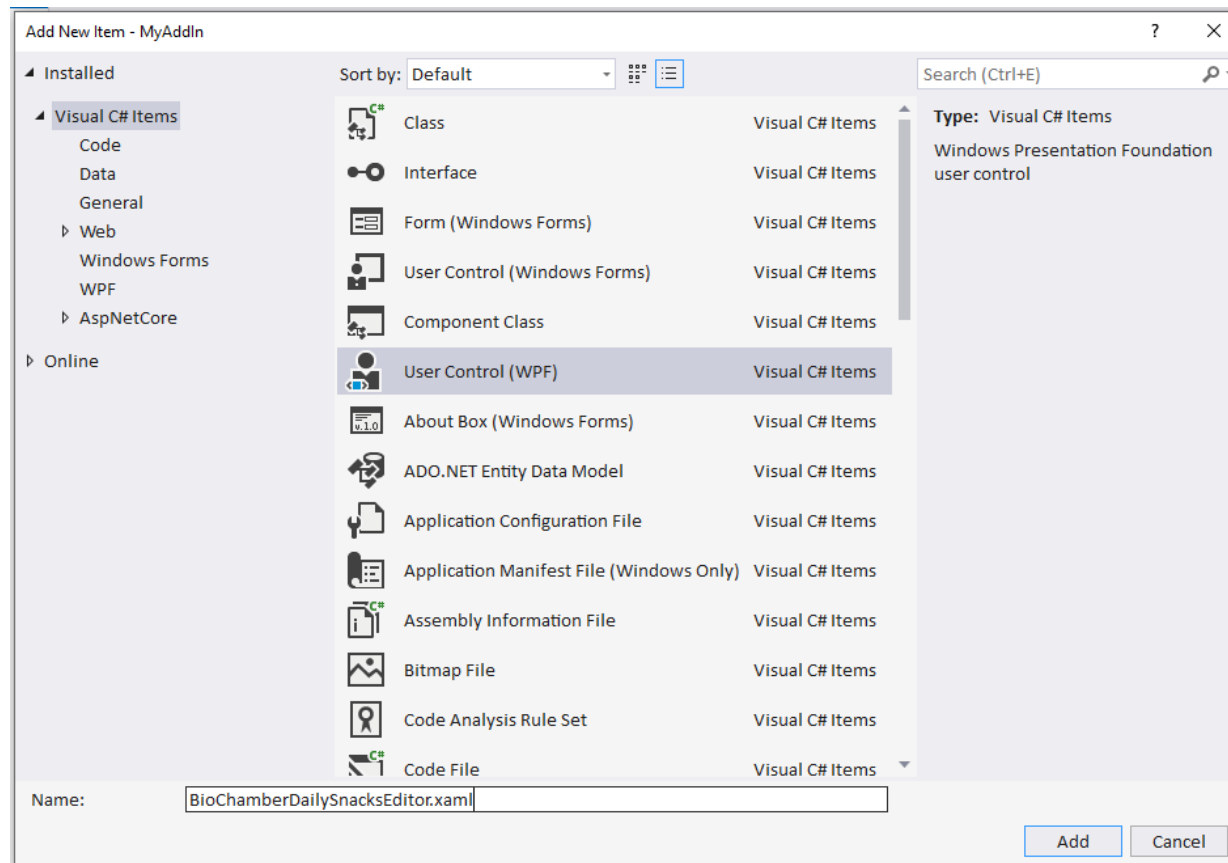 Add New Item - MyAddIn
?
Installed
Sort by: Default
Search (Ctrl+E)
Visual C# Items
Code
Data
General
Web
Windows Forms
WPF
AspNetCore
Online
C#
Class Visual C# Items
Interface Visual C# Items
Form (Windows Forms) Visual C# Items
User Control (Windows Forms) Visual C# Items
Component Class Visual C# Items
User Control (WPF) Visual C# Items
v.1.0
About Box (Windows Forms) Visual C# Items
ADO.NET Entity Data Model Visual C# Items
Application Configuration File Visual C# Items
Application Manifest File (Windows Only) Visual C# Items
C#
Assembly Information File Visual C# Items
Bitmap File Visual C# Items
Code Analysis Rule Set Visual C# Items
C#
Code File Visual C# Items
Type: Visual C# Items
Windows Presentation Foundation
user control
Name: BioChamberDailySnacksEditor.xaml
Add Cancel